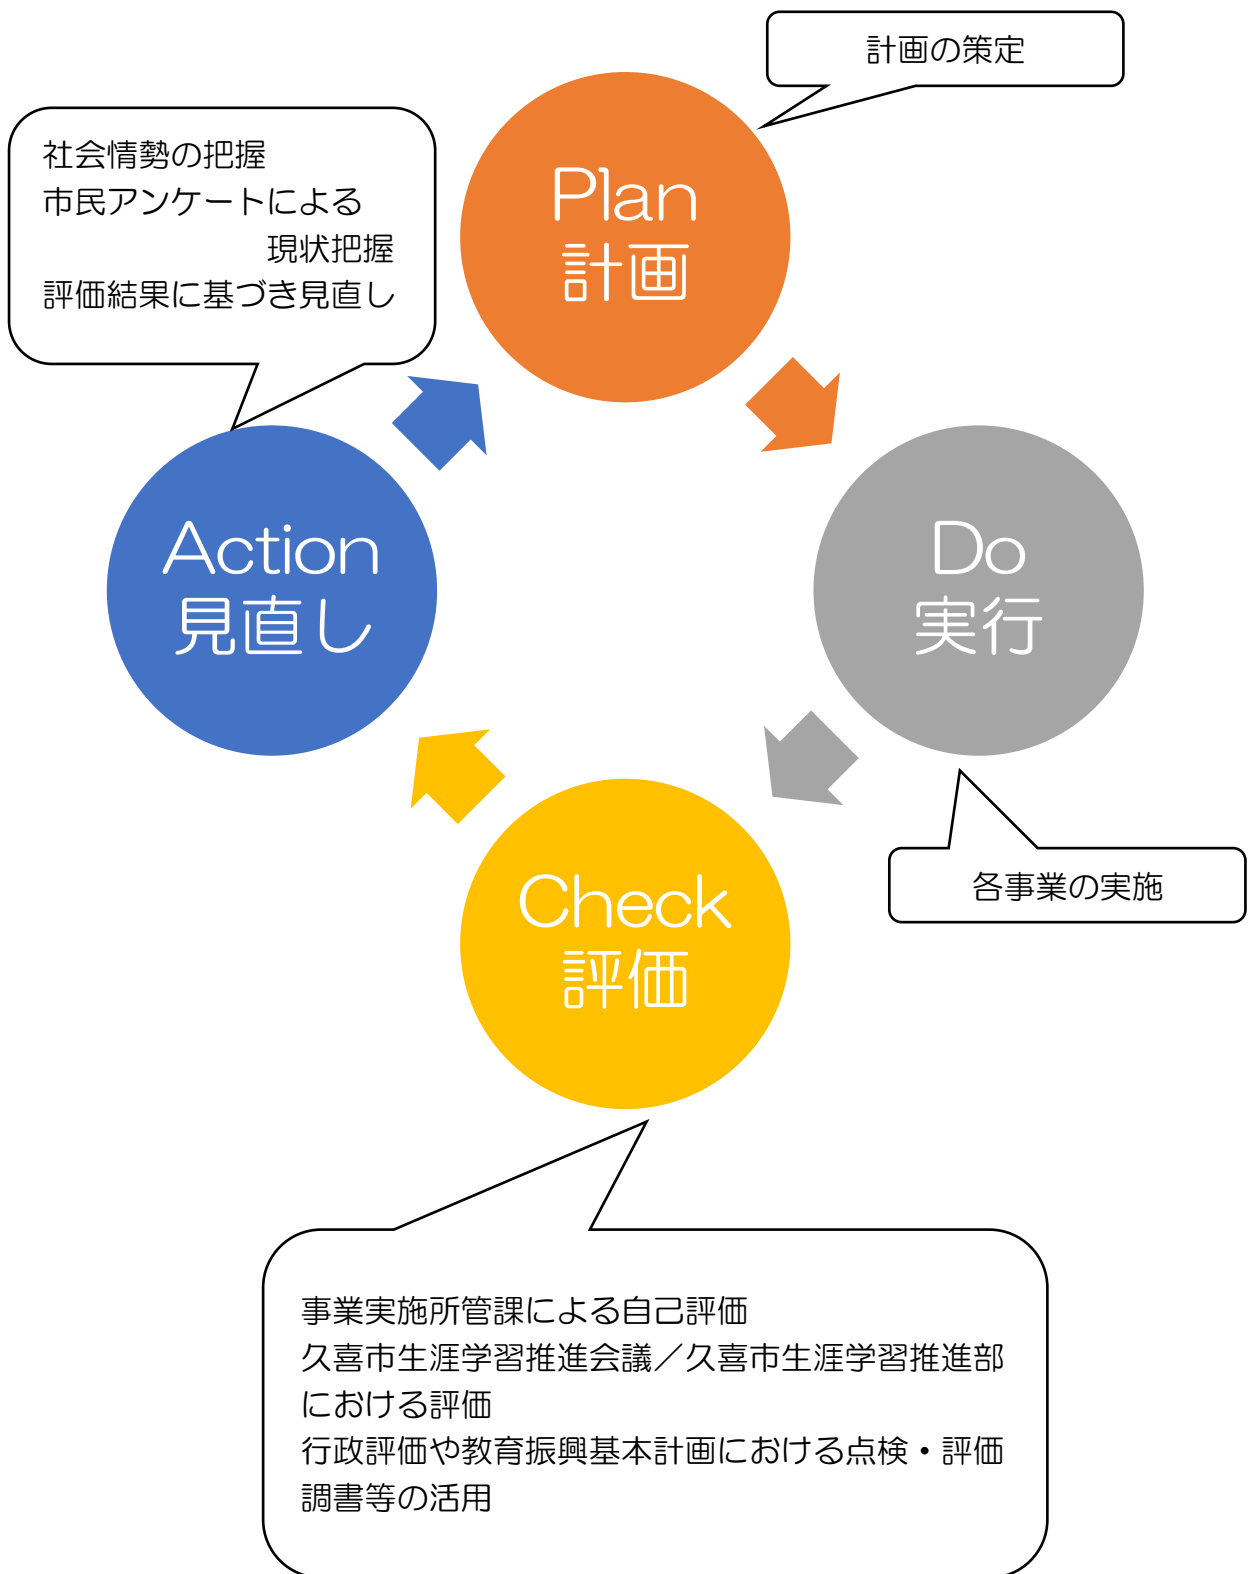 計画の策定
Plan
計画
社会情勢の把握
市民アンケートによる
現状把握
評価結果に基づき見直し
Action
見直し
Do
実行
各事業の実施
Check
評価
事業実施所管課による自己評価
久喜市生涯学習推進会議／久喜市生涯学習推進部
における評価
行政評価や教育振興基本計画における点検・評価
調書等の活用